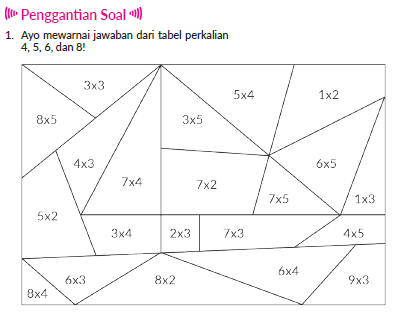 Penggantian Soal
1. Ayo mewarnai jawaban dari tabel perkalian
4, 5, 6, dan 8!
3x3
5x4
1x2
8x5
3x5
4x3
6x5
7x4
7x2
7x5
1x3
5x2
3x4
2x3
7x3
4x5
6x4
6x3
8x2
9x3
8x4